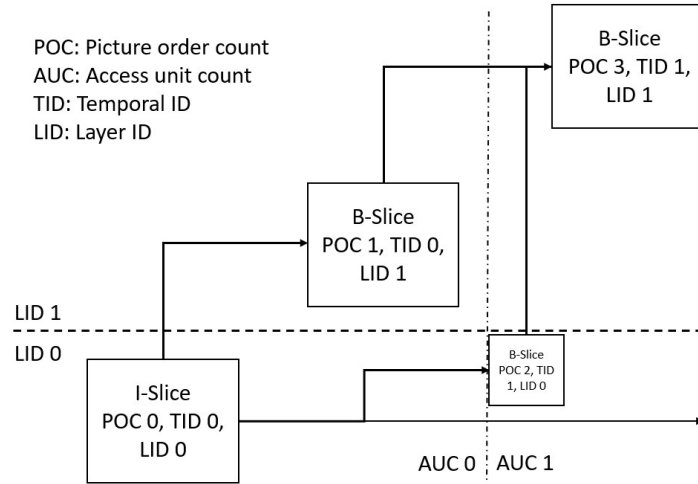 POC: Picture order count
AUC: Access unit count
TID: Temporal ID
LID: Layer ID
B-Slice
POC 3, TID 1,
LID 1
B-Slice
POC 1, TID 0,
LID 1
LID 1
LID 0
B-Slice
POC 2, TID
1, LID 0
I-Slice
POC 0, TID 0,
LID 0
AUC 0
AUC 1